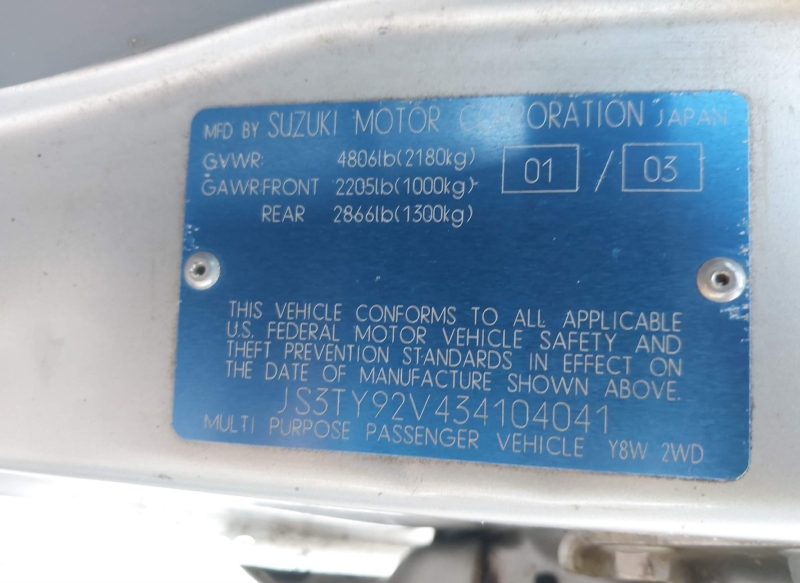 MFD BY SUZUKI MOTOR CORPORATION JAPAN
GVWR: 4806lb(2180kg) 01 / 03
GAWR:FRONT 2205lb(1000kg)
REAR 2866lb(1300kg)
THIS VEHICLE CONFORMS TO ALL APPLICABLE
U.S. FEDERAL MOTOR VEHICLE SAFETY AND
THEFT PREVENTION STANDARDS IN EFFECT ON
THE DATE OF MANUFACTURE SHOWN ABOVE.
JS3TY92V434104041
MULTI PURPOSE PASSENGER VEHICLE Y8W 2WD